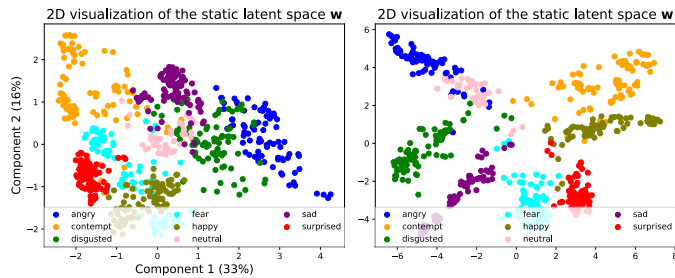 2D visualization of the static latent space w
Component 2 (16%)
2
1
0
−1
−2
angry
contempt
disgusted
fear
happy
neutral
sad
surprised
−2 −1 0 1 2 3 4
Component 1 (33%)
2D visualization of the static latent space w
6
4
2
0
−2
−4
angry
contempt
disgusted
fear
happy
neutral
sad
surprised
−6 −4 −2 0 2 4 6 8